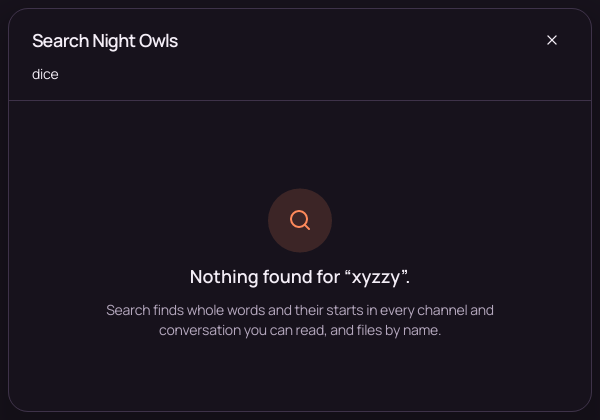 Search Night Owls
dice
Nothing found for “xyzzy”.
Search finds whole words and their starts in every channel and
conversation you can read, and files by name.